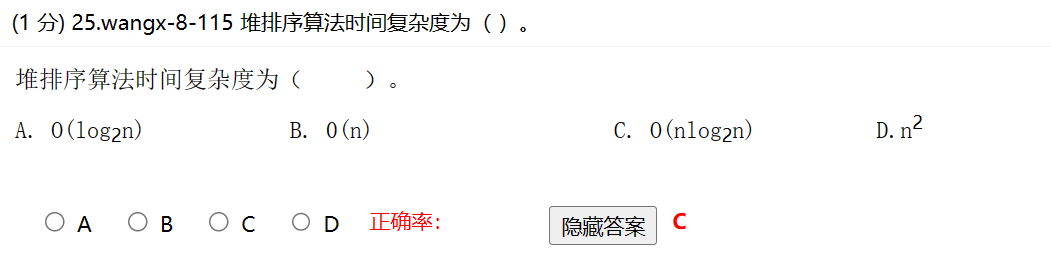 (1 分) 25.wangx-8-115 堆排序算法时间复杂度为（ ）。
堆排序算法时间复杂度为（ ）。
A. O(log₂n) B. O(n) C. O(nlog₂n) D. n²
A B C D 正确率： 隐藏答案 C